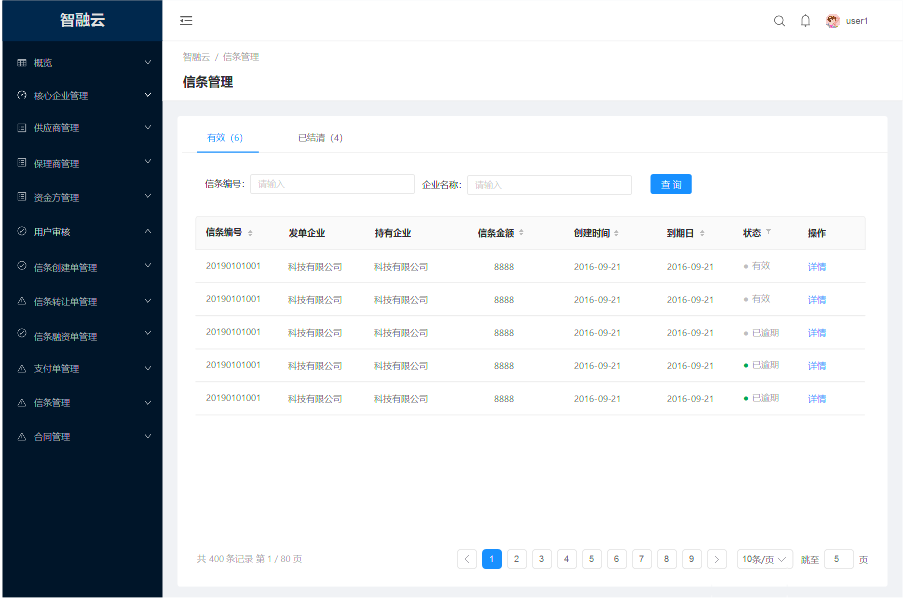 智融云
user1
概览
核心企业管理
供应商管理
保理商管理
资金方管理
用户审核
信条创建单管理
信条转让单管理
信条融资单管理
支付单管理
信条管理
合同管理
智融云 / 信条管理
信条管理
有效（6） 已结清（4）
信条编号： 请输入 企业名称： 请输入 查 询
信条编号 发单企业 持有企业 信条金额 创建时间 到期日 状态 操作
20190101001 科技有限公司 科技有限公司 8888 2016-09-21 2016-09-21 有效 详情
20190101001 科技有限公司 科技有限公司 8888 2016-09-21 2016-09-21 有效 详情
20190101001 科技有限公司 科技有限公司 8888 2016-09-21 2016-09-21 已逾期 详情
20190101001 科技有限公司 科技有限公司 8888 2016-09-21 2016-09-21 已逾期 详情
20190101001 科技有限公司 科技有限公司 8888 2016-09-21 2016-09-21 已逾期 详情
共 400 条记录 第 1 / 80 页 1 2 3 4 5 6 7 8 9 10条/页 跳至 5 页